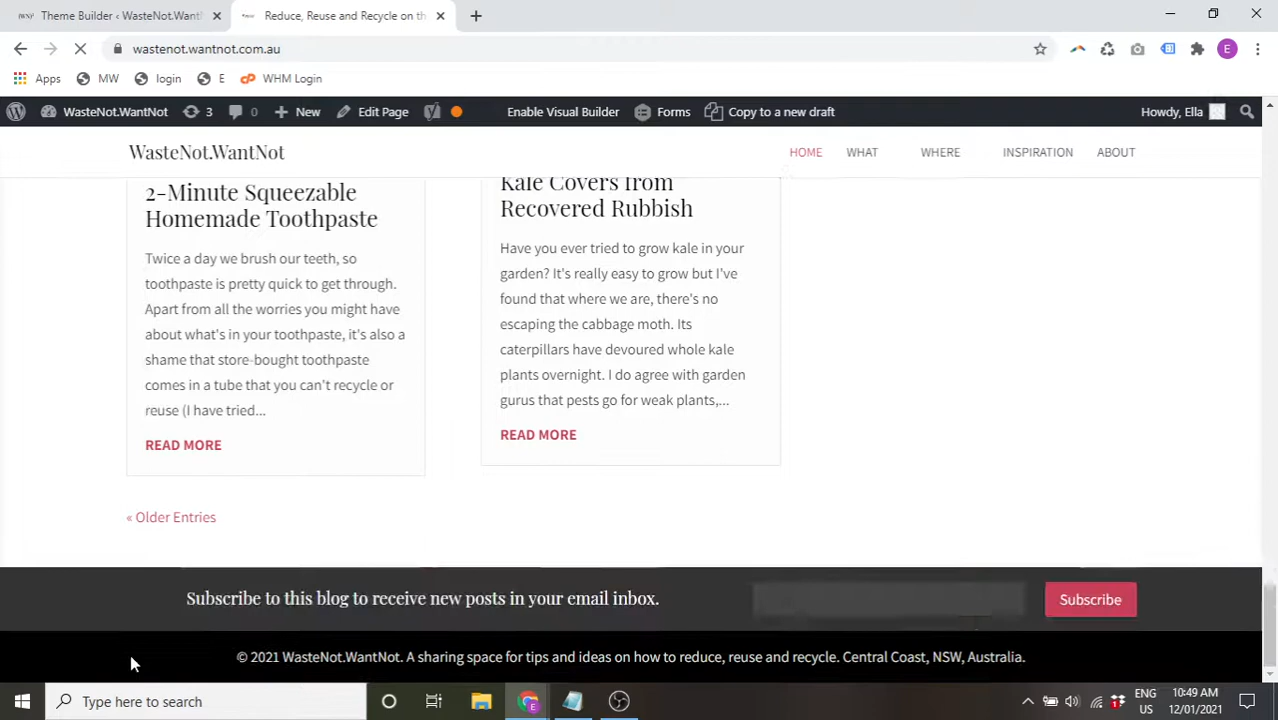 Theme Builder ‹ WasteNot.WantN
Reduce, Reuse and Recycle on th
wastenot.wantnot.com.au
E
Apps
MW
login
E
WHM Login
WasteNot.WantNot
3
0
New
Edit Page
Enable Visual Builder
Forms
Copy to a new draft
Howdy, Ella
WasteNot.WantNot
HOME
WHAT
WHERE
INSPIRATION
ABOUT
2-Minute Squeezable
Homemade Toothpaste
Twice a day we brush our teeth, so
toothpaste is pretty quick to get through.
Apart from all the worries you might have
about what's in your toothpaste, it's also a
shame that store-bought toothpaste
comes in a tube that you can't recycle or
reuse (I have tried...
READ MORE
Kale Covers from
Recovered Rubbish
Have you ever tried to grow kale in your
garden? It's really easy to grow but I've
found that where we are, there's no
escaping the cabbage moth. Its
caterpillars have devoured whole kale
plants overnight. I do agree with garden
gurus that pests go for weak plants,...
READ MORE
« Older Entries
Subscribe to this blog to receive new posts in your email inbox.
Subscribe
© 2021 WasteNot.WantNot. A sharing space for tips and ideas on how to reduce, reuse and recycle. Central Coast, NSW, Australia.
Type here to search
ENG
US
10:49 AM
12/01/2021